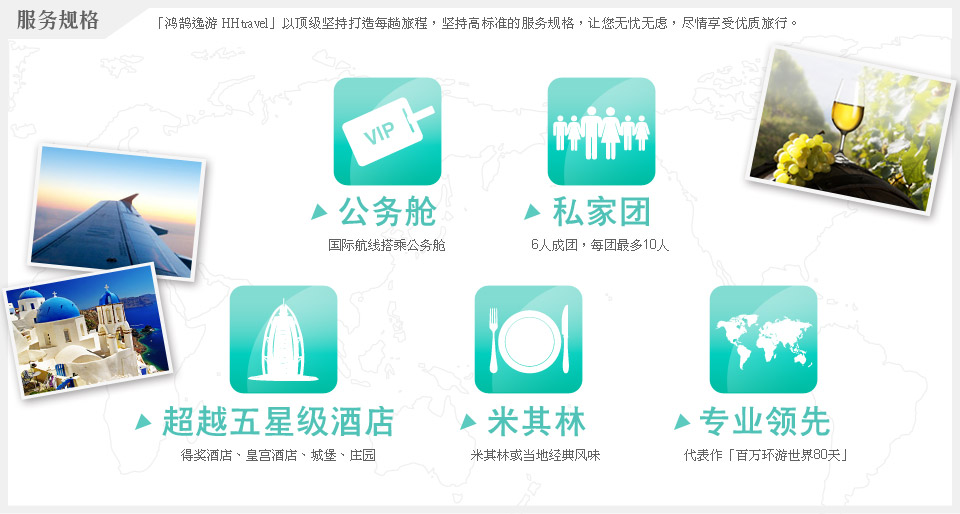 服务规格
「鸿鹄逸游 HHtravel」以顶级坚持打造每趟旅程，坚持高标准的服务规格，让您无忧无虑，尽情享受优质旅行。
VIP
公务舱
国际航线搭乘公务舱
私家团
6人成团，每团最多10人
超越五星级酒店
得奖酒店、皇宫酒店、城堡、庄园
米其林
米其林或当地经典风味
专业领先
代表作「百万环游世界80天」